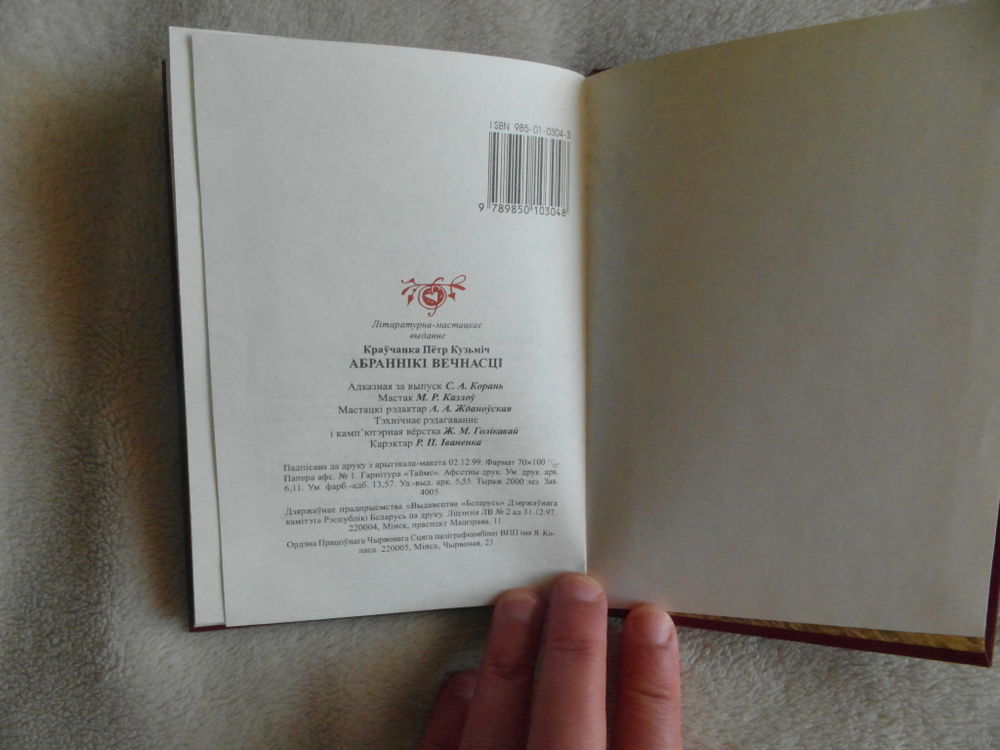 ISBN 985-01-0304-3
9 789850 103048
Літаратурна-мастацкае
выданне
Краўчанка Пётр Кузьміч
АБРАННІКІ ВЕЧНАСЦІ
Адказная за выпуск С. А. Корань
Мастак М. Р. Казлоў
Мастацкі рэдактар А. А. Ждановўская
Тэхнічнае рэдагаванне
і камп'ютэрная вёрстка Ж. М. Голікавай
Карэктар Р. П. Іваненка
Падпісана да друку з арыгінала-макета 02.12.99. Фармат 70×100 1/32.
Папера афс. № 1. Гарнітура «Таймс». Афсетны друк. Ум. друк. арк.
6,11. Ум. фарб.-адб. 13,57. Ул.-выд. арк. 5,55. Тыраж 2000 экз. Зак.
4005.
Дзяржаўнае прадпрыемства «Выдавецтва «Беларусь» Дзяржаўнага
камітэта Рэспублікі Беларусь па друку. Ліцэнзія ЛВ № 2 ад 31.12.97.
220004, Мінск, праспект Машэрава, 11.
Ордэна Працоўнага Чырвонага Сцяга паліграфкамбінат ВПП імя Я. Ко-
ласа. 220005, Мінск, Чырвоная, 23.